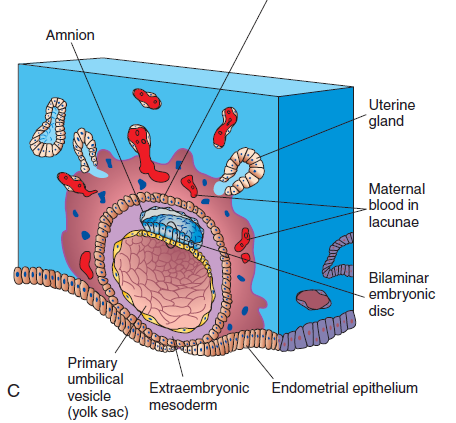 Amnion
Uterine
gland
Maternal
blood in
lacunae
Bilaminar
embryonic
disc
Primary
umbilical
vesicle
(yolk sac)
Extraembryonic
mesoderm
Endometrial epithelium
C